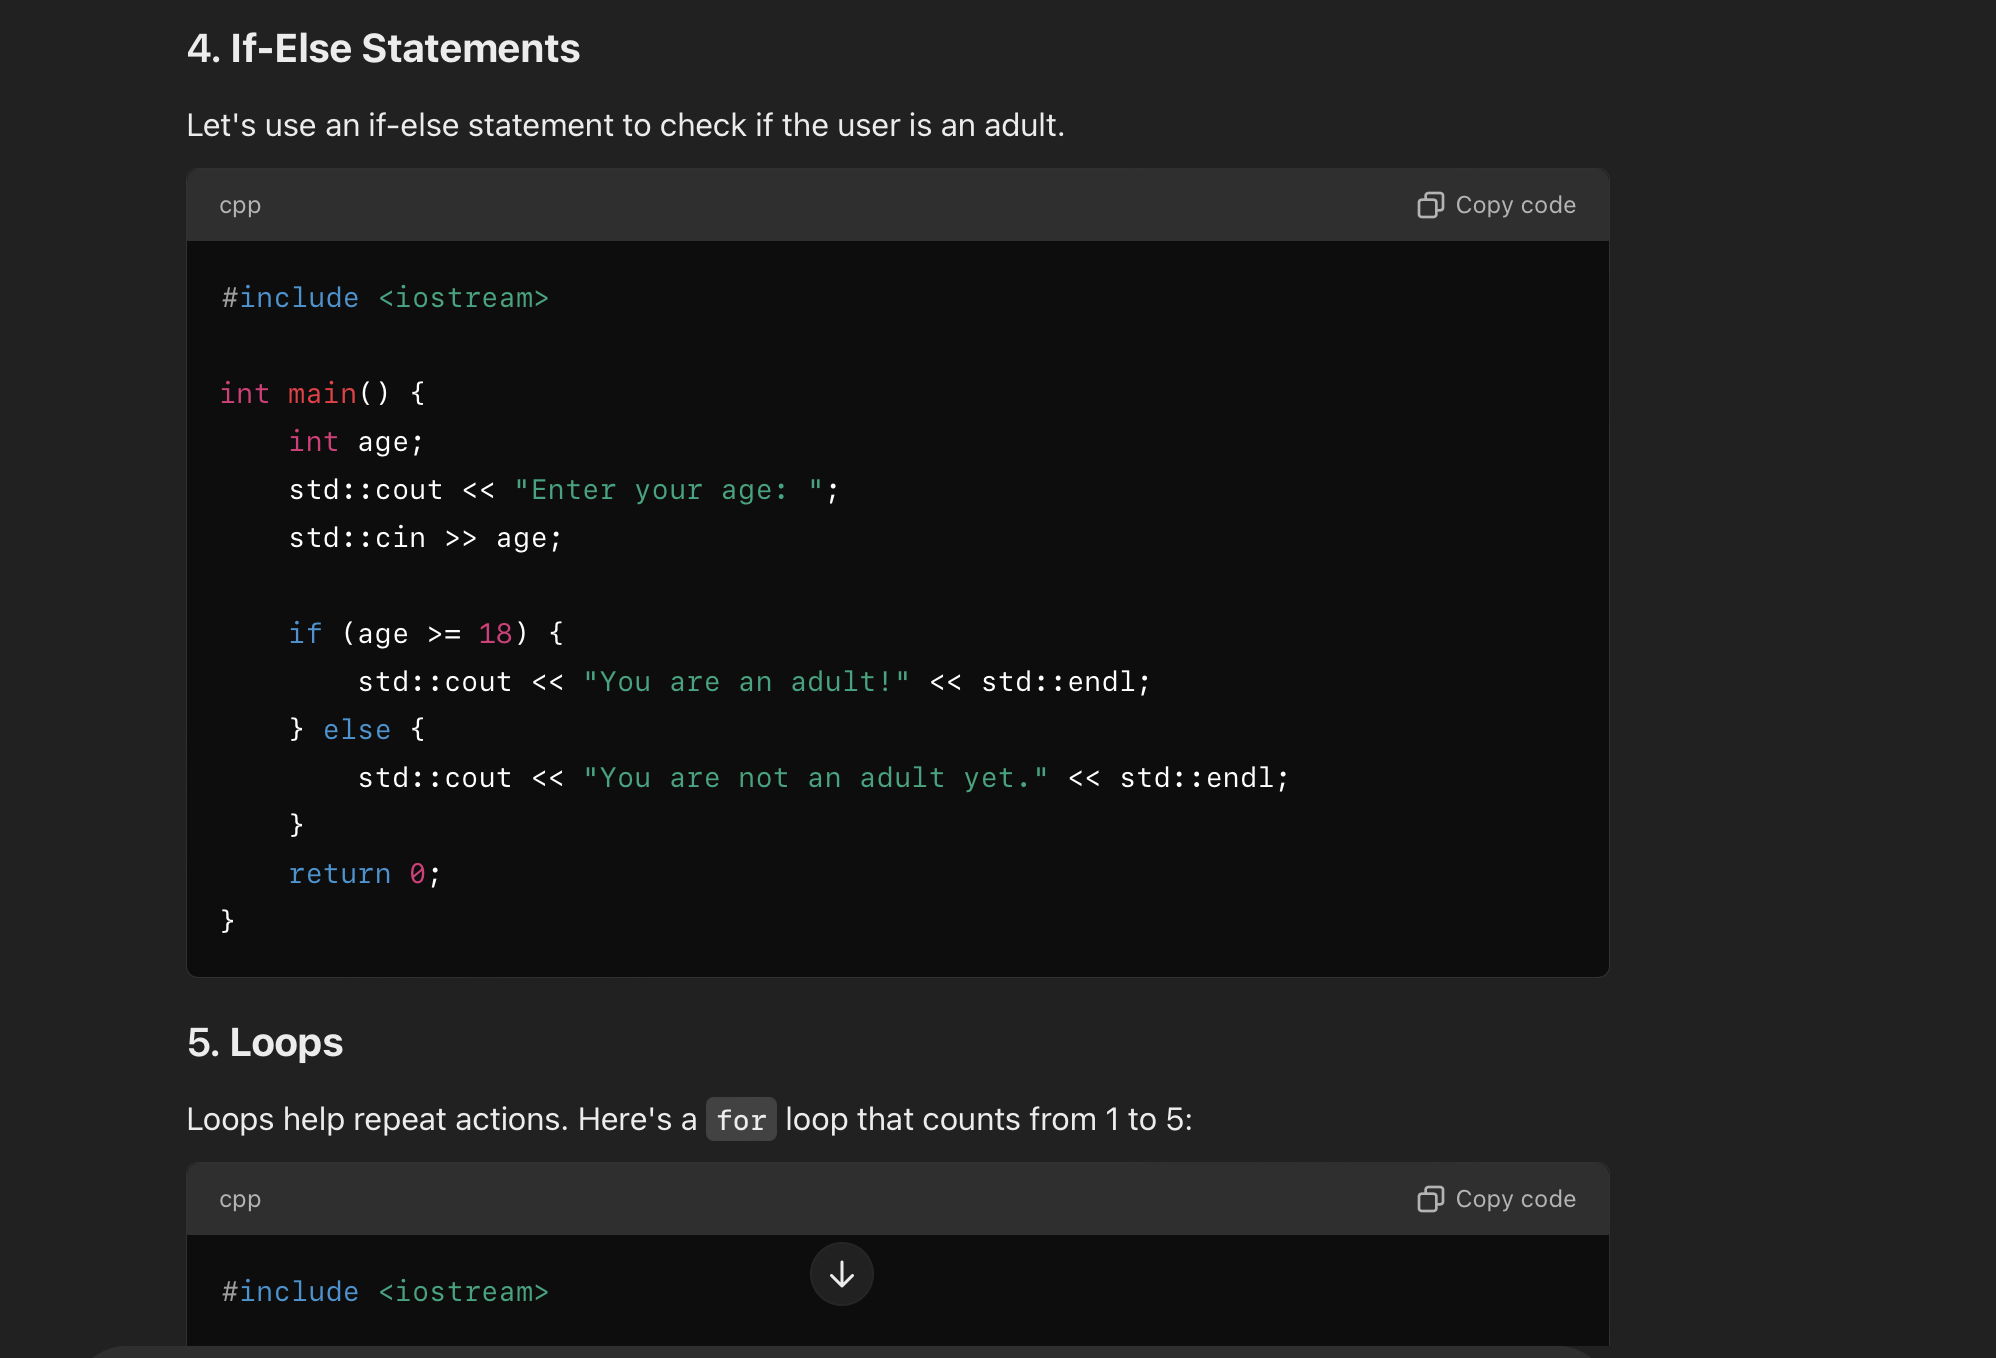 4. If-Else Statements
Let's use an if-else statement to check if the user is an adult.
cpp Copy code
#include <iostream>
int main() {
    int age;
    std::cout << "Enter your age: ";
    std::cin >> age;
    if (age >= 18) {
        std::cout << "You are an adult!" << std::endl;
    } else {
        std::cout << "You are not an adult yet." << std::endl;
    }
    return 0;
}
5. Loops
Loops help repeat actions. Here's a for loop that counts from 1 to 5:
cpp Copy code
#include <iostream>